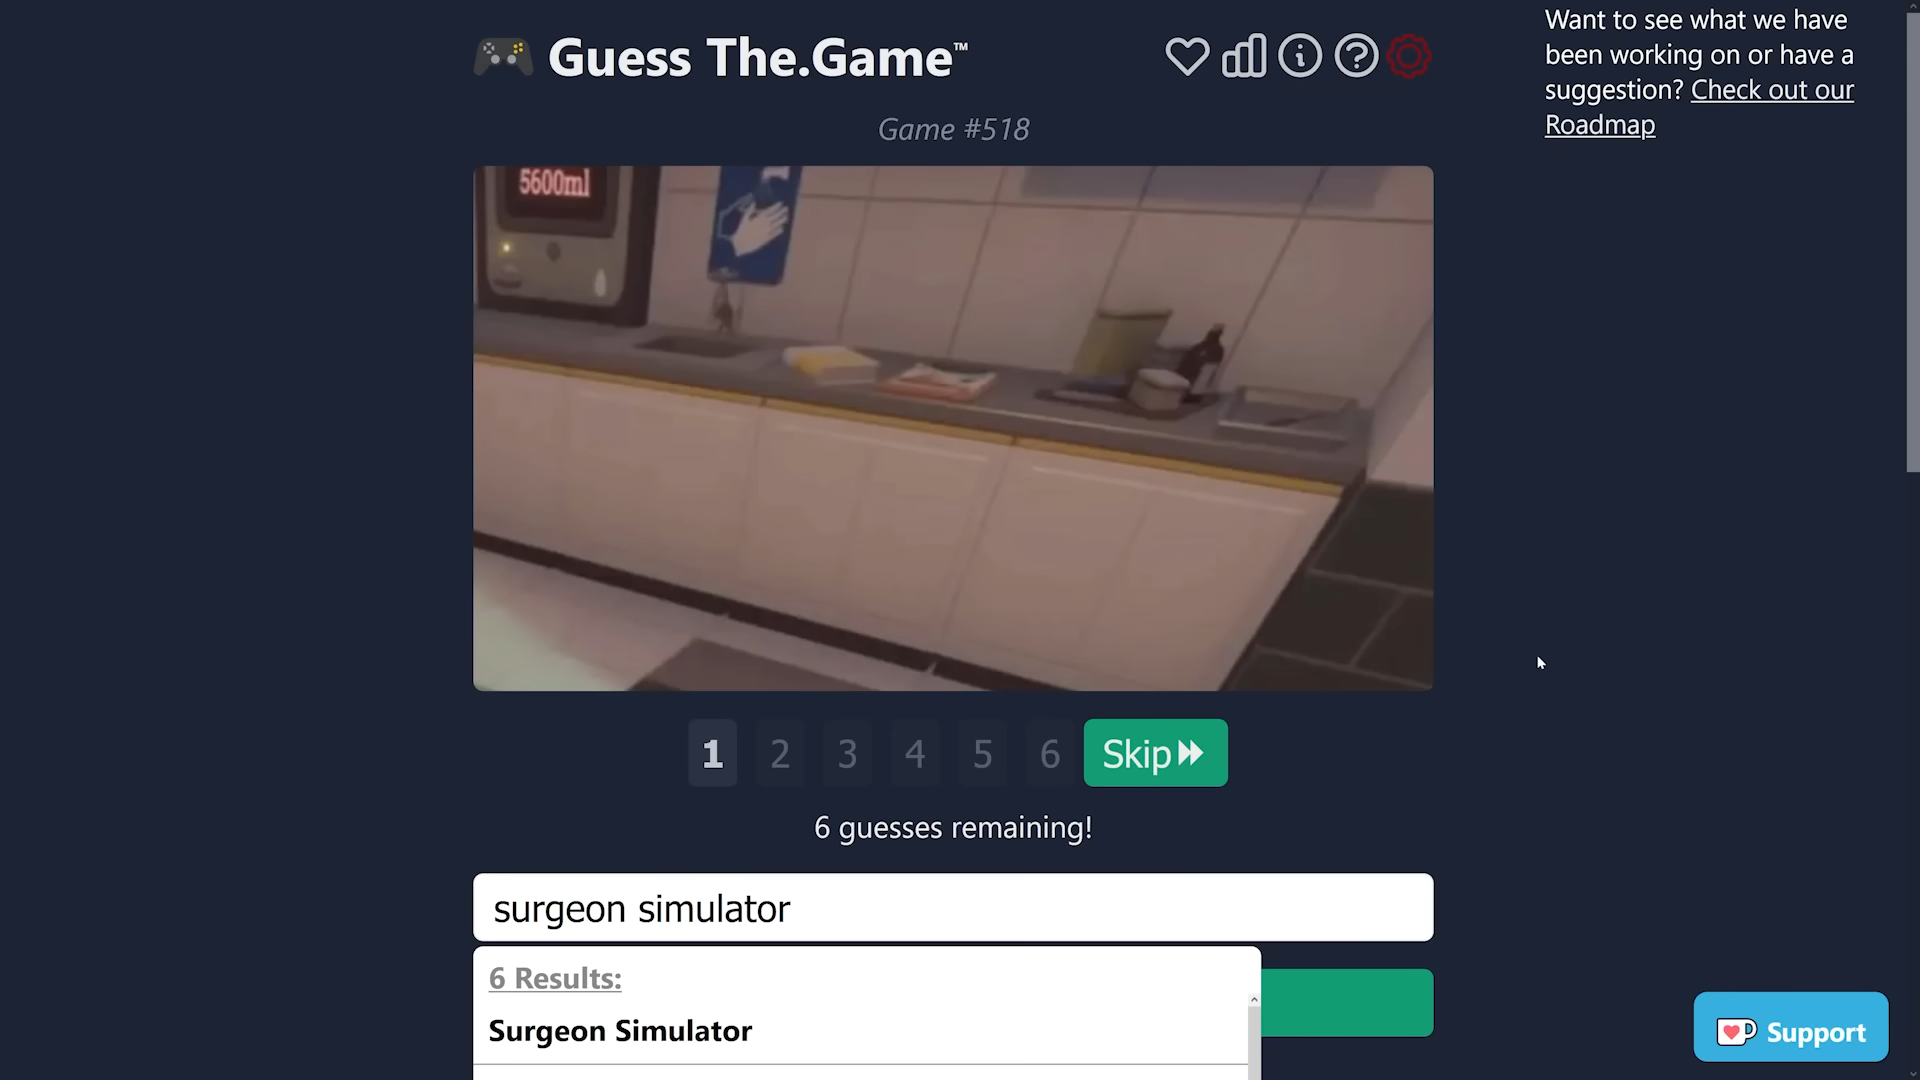 Guess The.Game™
Want to see what we have
been working on or have a
suggestion? Check out our
Roadmap
Game #518
5600ml
1 2 3 4 5 6 Skip
6 guesses remaining!
surgeon simulator
6 Results:
Surgeon Simulator
Support